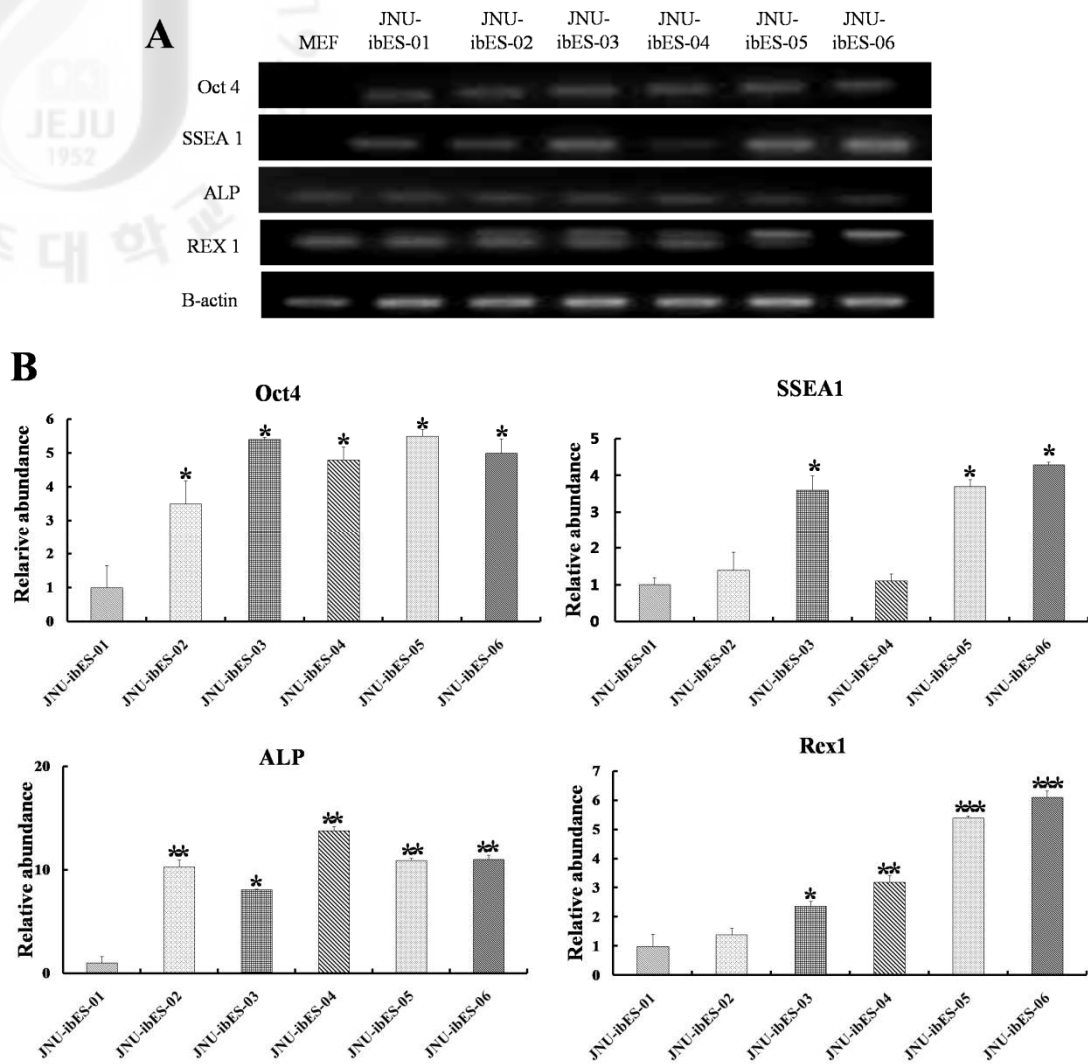 A
MEF
JNU-
ibES-01
JNU-
ibES-02
JNU-
ibES-03
JNU-
ibES-04
JNU-
ibES-05
JNU-
ibES-06
Oct 4
SSEA 1
ALP
REX 1
B-actin
JEJU
1952
대학교
B
Oct4
Relarive abundance
6
5
4
3
2
1
0
*
*
*
*
*
JNU-ibES-01
JNU-ibES-02
JNU-ibES-03
JNU-ibES-04
JNU-ibES-05
JNU-ibES-06
SSEA1
Relative abundance
5
4
3
2
1
0
*
*
*
JNU-ibES-01
JNU-ibES-02
JNU-ibES-03
JNU-ibES-04
JNU-ibES-05
JNU-ibES-06
ALP
Relative abundance
20
10
0
**
*
**
**
**
JNU-ibES-01
JNU-ibES-02
JNU-ibES-03
JNU-ibES-04
JNU-ibES-05
JNU-ibES-06
Rex1
Relative abundance
7
6
5
4
3
2
1
0
*
**
***
***
JNU-ibES-01
JNU-ibES-02
JNU-ibES-03
JNU-ibES-04
JNU-ibES-05
JNU-ibES-06